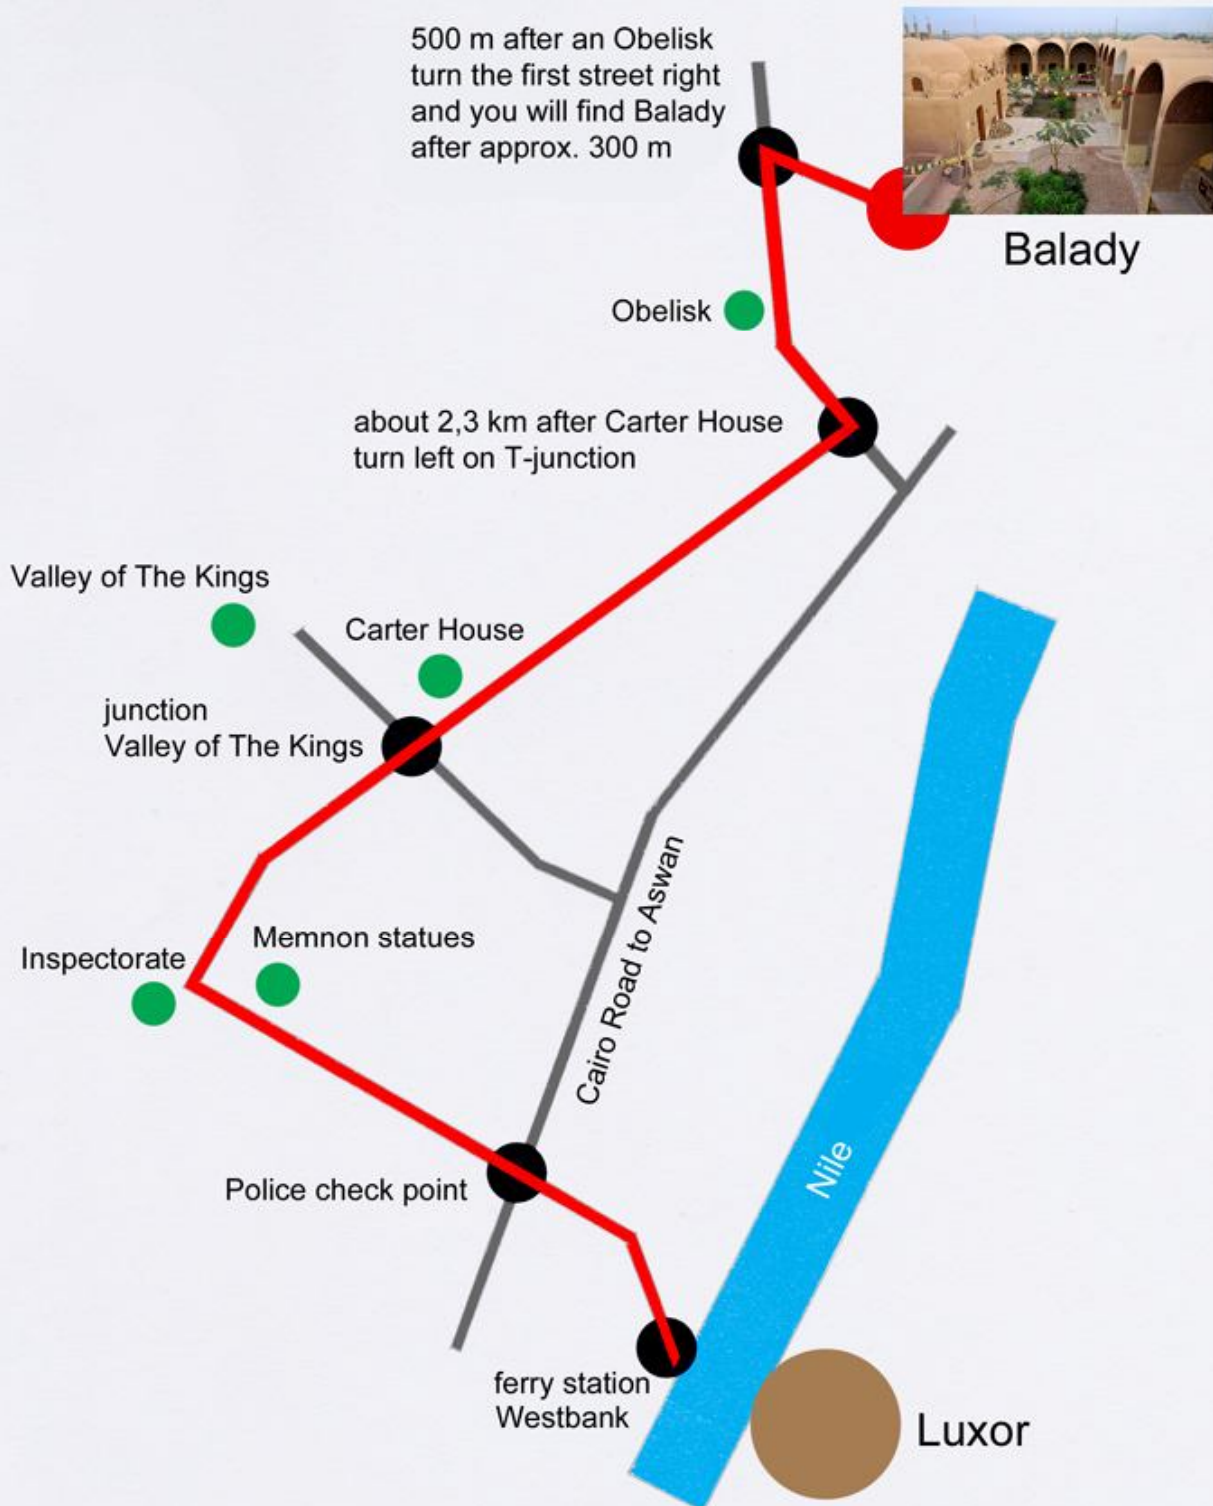 500 m after an Obelisk
turn the first street right
and you will find Balady
after approx. 300 m
Balady
Obelisk
about 2,3 km after Carter House
turn left on T-junction
Valley of The Kings
Carter House
junction
Valley of The Kings
Memnon statues
Inspectorate
Cairo Road to Aswan
Nile
Police check point
ferry station
Westbank
Luxor